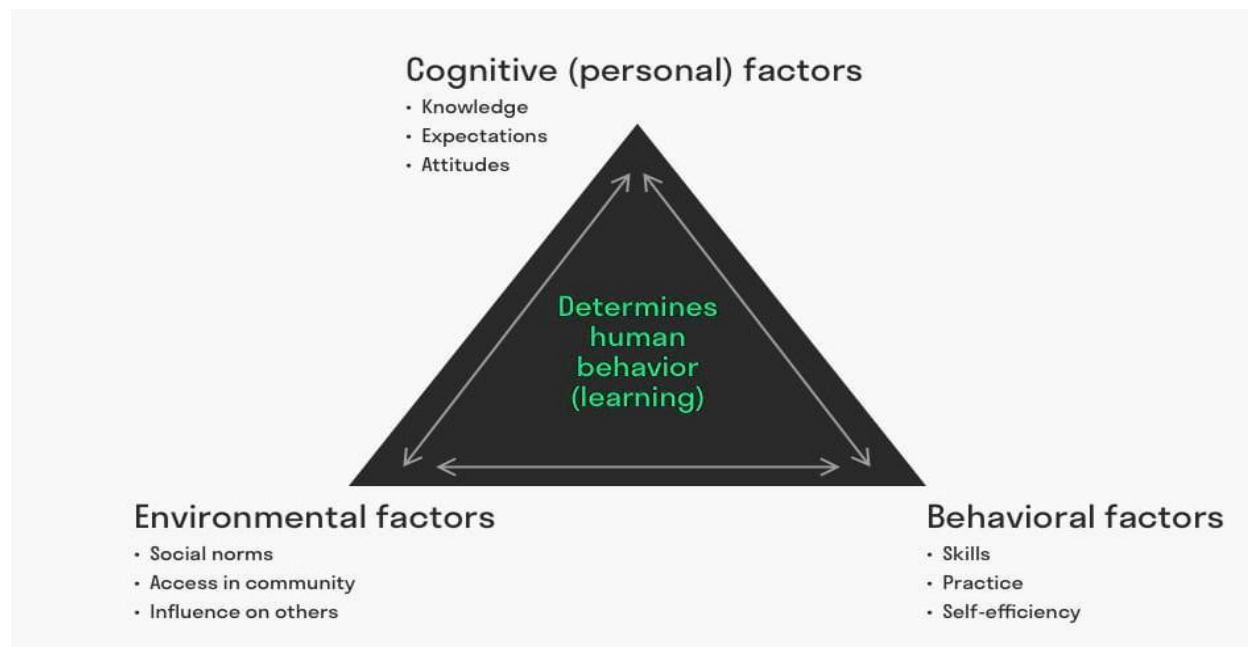 Cognitive (personal) factors
• Knowledge
• Expectations
• Attitudes
Determines
human
behavior
(learning)
Environmental factors
• Social norms
• Access in community
• Influence on others
Behavioral factors
• Skills
• Practice
• Self-efficiency